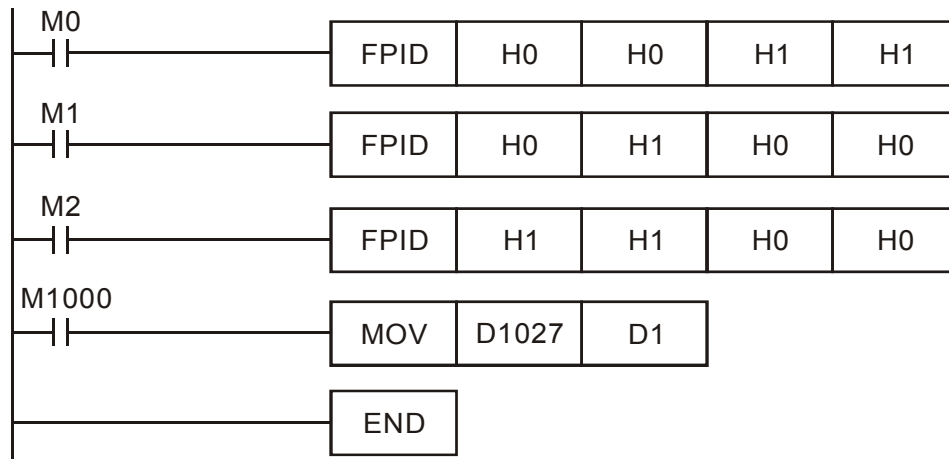 M0
FPID H0 H0 H1 H1
M1
FPID H0 H1 H0 H0
M2
FPID H1 H1 H0 H0
M1000
MOV D1027 D1
END